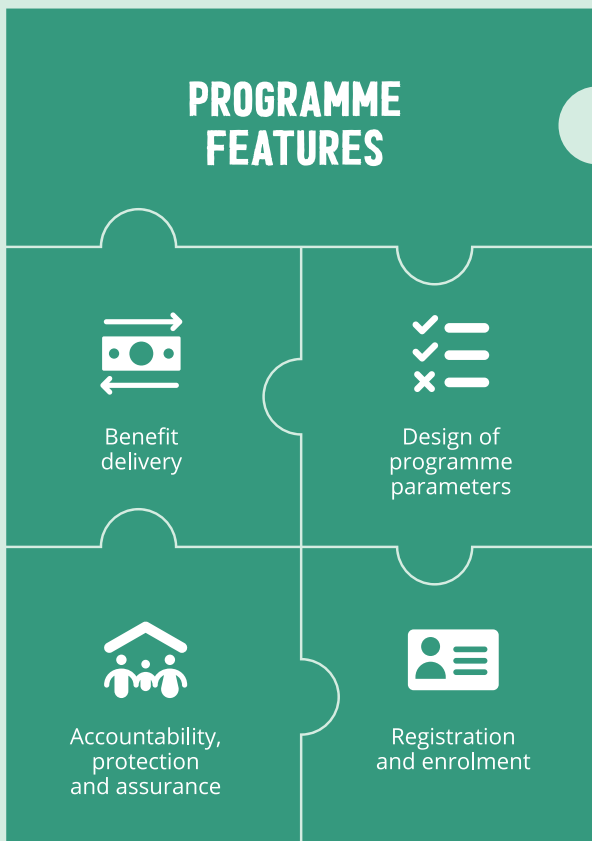 PROGRAMME
FEATURES
Benefit
delivery
Design of
programme
parameters
Accountability,
protection
and assurance
Registration
and enrolment